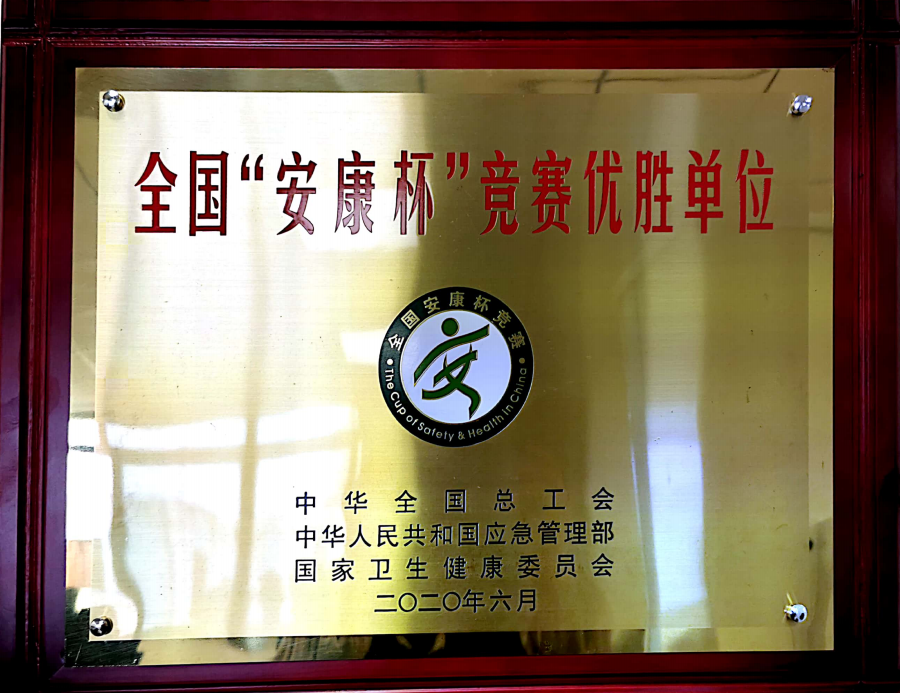 全国“安康杯”竞赛优胜单位
全国安康杯竞赛
安
The Cup of Safety & Health in China
中华全国总工会
中华人民共和国应急管理部
国家卫生健康委员会
二〇二〇年六月